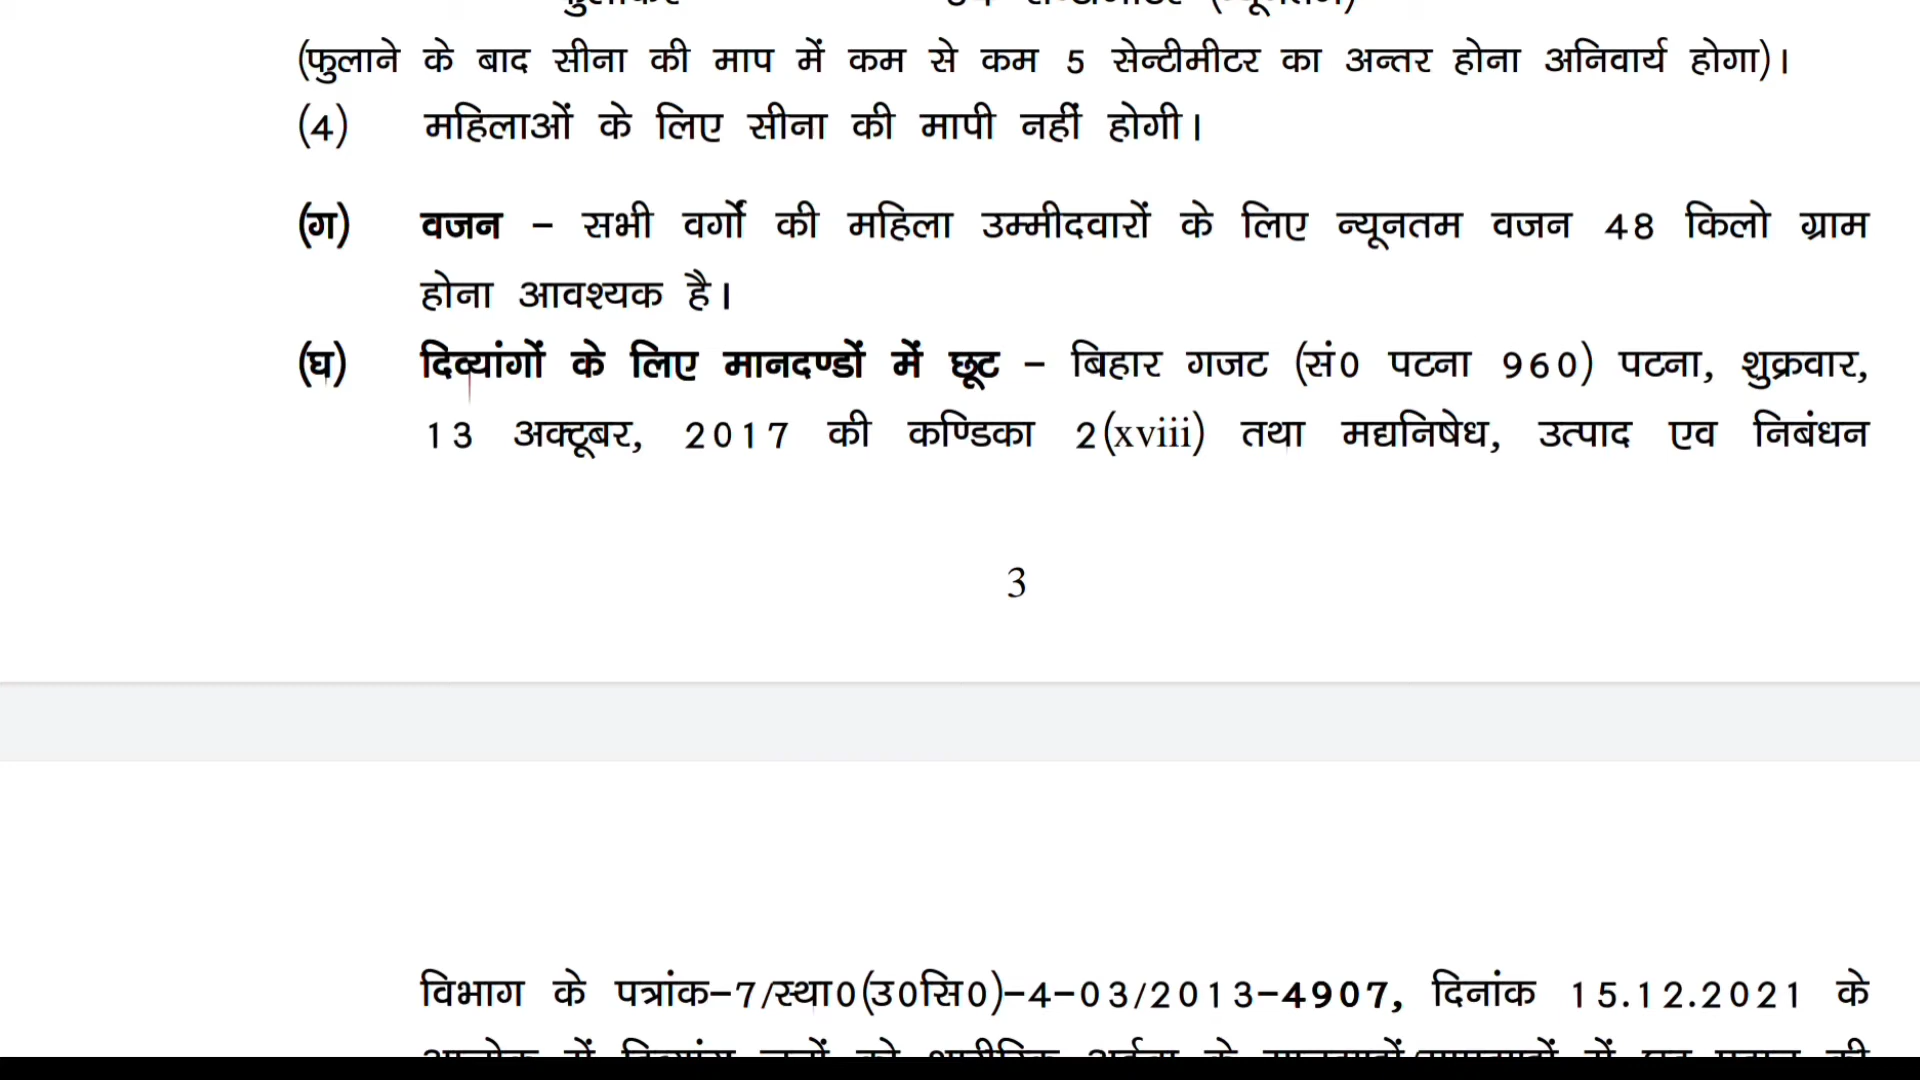 (फुलाने के बाद सीना की माप में कम से कम 5 सेन्टीमीटर का अन्तर होना अनिवार्य होगा)।
(4) महिलाओं के लिए सीना की मापी नहीं होगी।
(ग) वजन – सभी वर्गों की महिला उम्मीदवारों के लिए न्यूनतम वजन 48 किलो ग्राम
होना आवश्यक है।
(घ) दिव्यांगों के लिए मानदण्डों में छूट – बिहार गजट (सं0 पटना 960) पटना, शुक्रवार,
13 अक्टूबर, 2017 की कण्डिका 2(xviii) तथा मद्यनिषेध, उत्पाद एव निबंधन
3
विभाग के पत्रांक–7/स्था0(उ0सि0)–4–03/2013–4907, दिनांक 15.12.2021 के